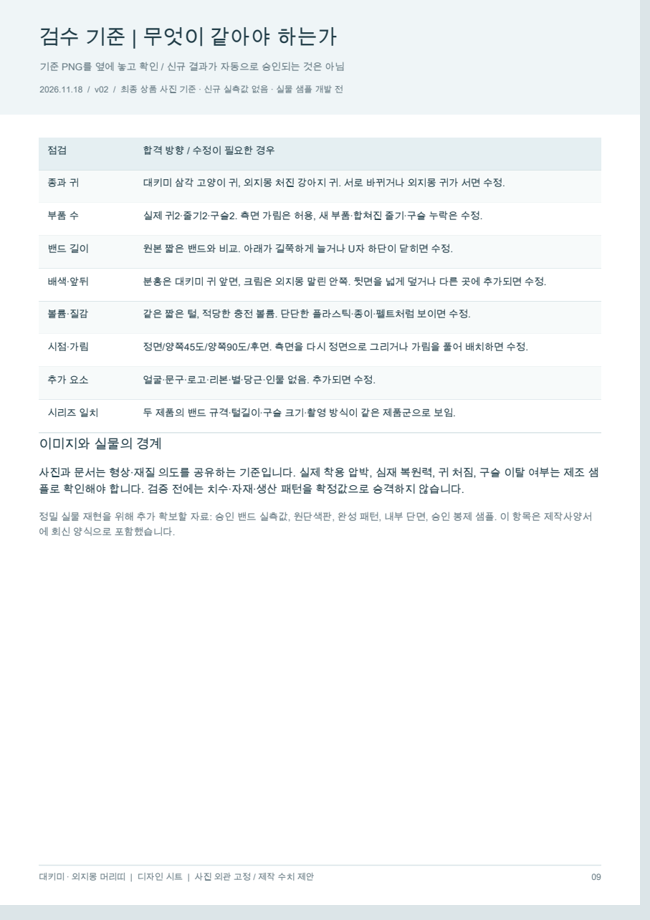 검수 기준 | 무엇이 같아야 하는가
기준 PNG를 옆에 놓고 확인 / 신규 결과가 자동으로 승인되는 것은 아님
2026.11.18 / v02 / 최종 상품 사진 기준 · 신규 실측값 없음 · 실물 샘플 개발 전
점검 합격 방향 / 수정이 필요한 경우
종과 귀 대키미 삼각 고양이 귀, 외지몽 처진 강아지 귀. 서로 바뀌거나 외지몽 귀가 서면 수정.
부품 수 실제 귀2·줄기2·구슬2. 측면 가림은 허용, 새 부품·합쳐진 줄기·구슬 누락은 수정.
밴드 길이 원본 짧은 밴드와 비교. 아래가 길쭉하게 늘거나 U자 하단이 닫히면 수정.
배색·앞뒤 분홍은 대키미 귀 앞면, 크림은 외지몽 말린 안쪽. 뒷면을 넓게 덮거나 다른 곳에 추가되면 수정.
볼륨·질감 같은 짧은 털, 적당한 충전 볼륨. 단단한 플라스틱·종이·펠트처럼 보이면 수정.
시점·가림 정면/양쪽45도/양쪽90도/후면. 측면을 다시 정면으로 그리거나 가림을 풀어 배치하면 수정.
추가 요소 얼굴·문구·로고·리본·별·당근·인물 없음. 추가되면 수정.
시리즈 일치 두 제품의 밴드 규격·털길이·구슬 크기·촬영 방식이 같은 제품군으로 보임.
이미지와 실물의 경계
사진과 문서는 형상·재질 의도를 공유하는 기준입니다. 실제 착용 압박, 심재 복원력, 귀 처짐, 구슬 이탈 여부는 제조 샘
플로 확인해야 합니다. 검증 전에는 치수·자재·생산 패턴을 확정값으로 승격하지 않습니다.
정밀 실물 재현을 위해 추가 확보할 자료: 승인 밴드 실측값, 원단색판, 완성 패턴, 내부 단면, 승인 봉제 샘플. 이 항목은 제작사양서
에 회신 양식으로 포함했습니다.
대키미 · 외지몽 머리띠 | 디자인 시트 | 사진 외관 고정 / 제작 수치 제안 09